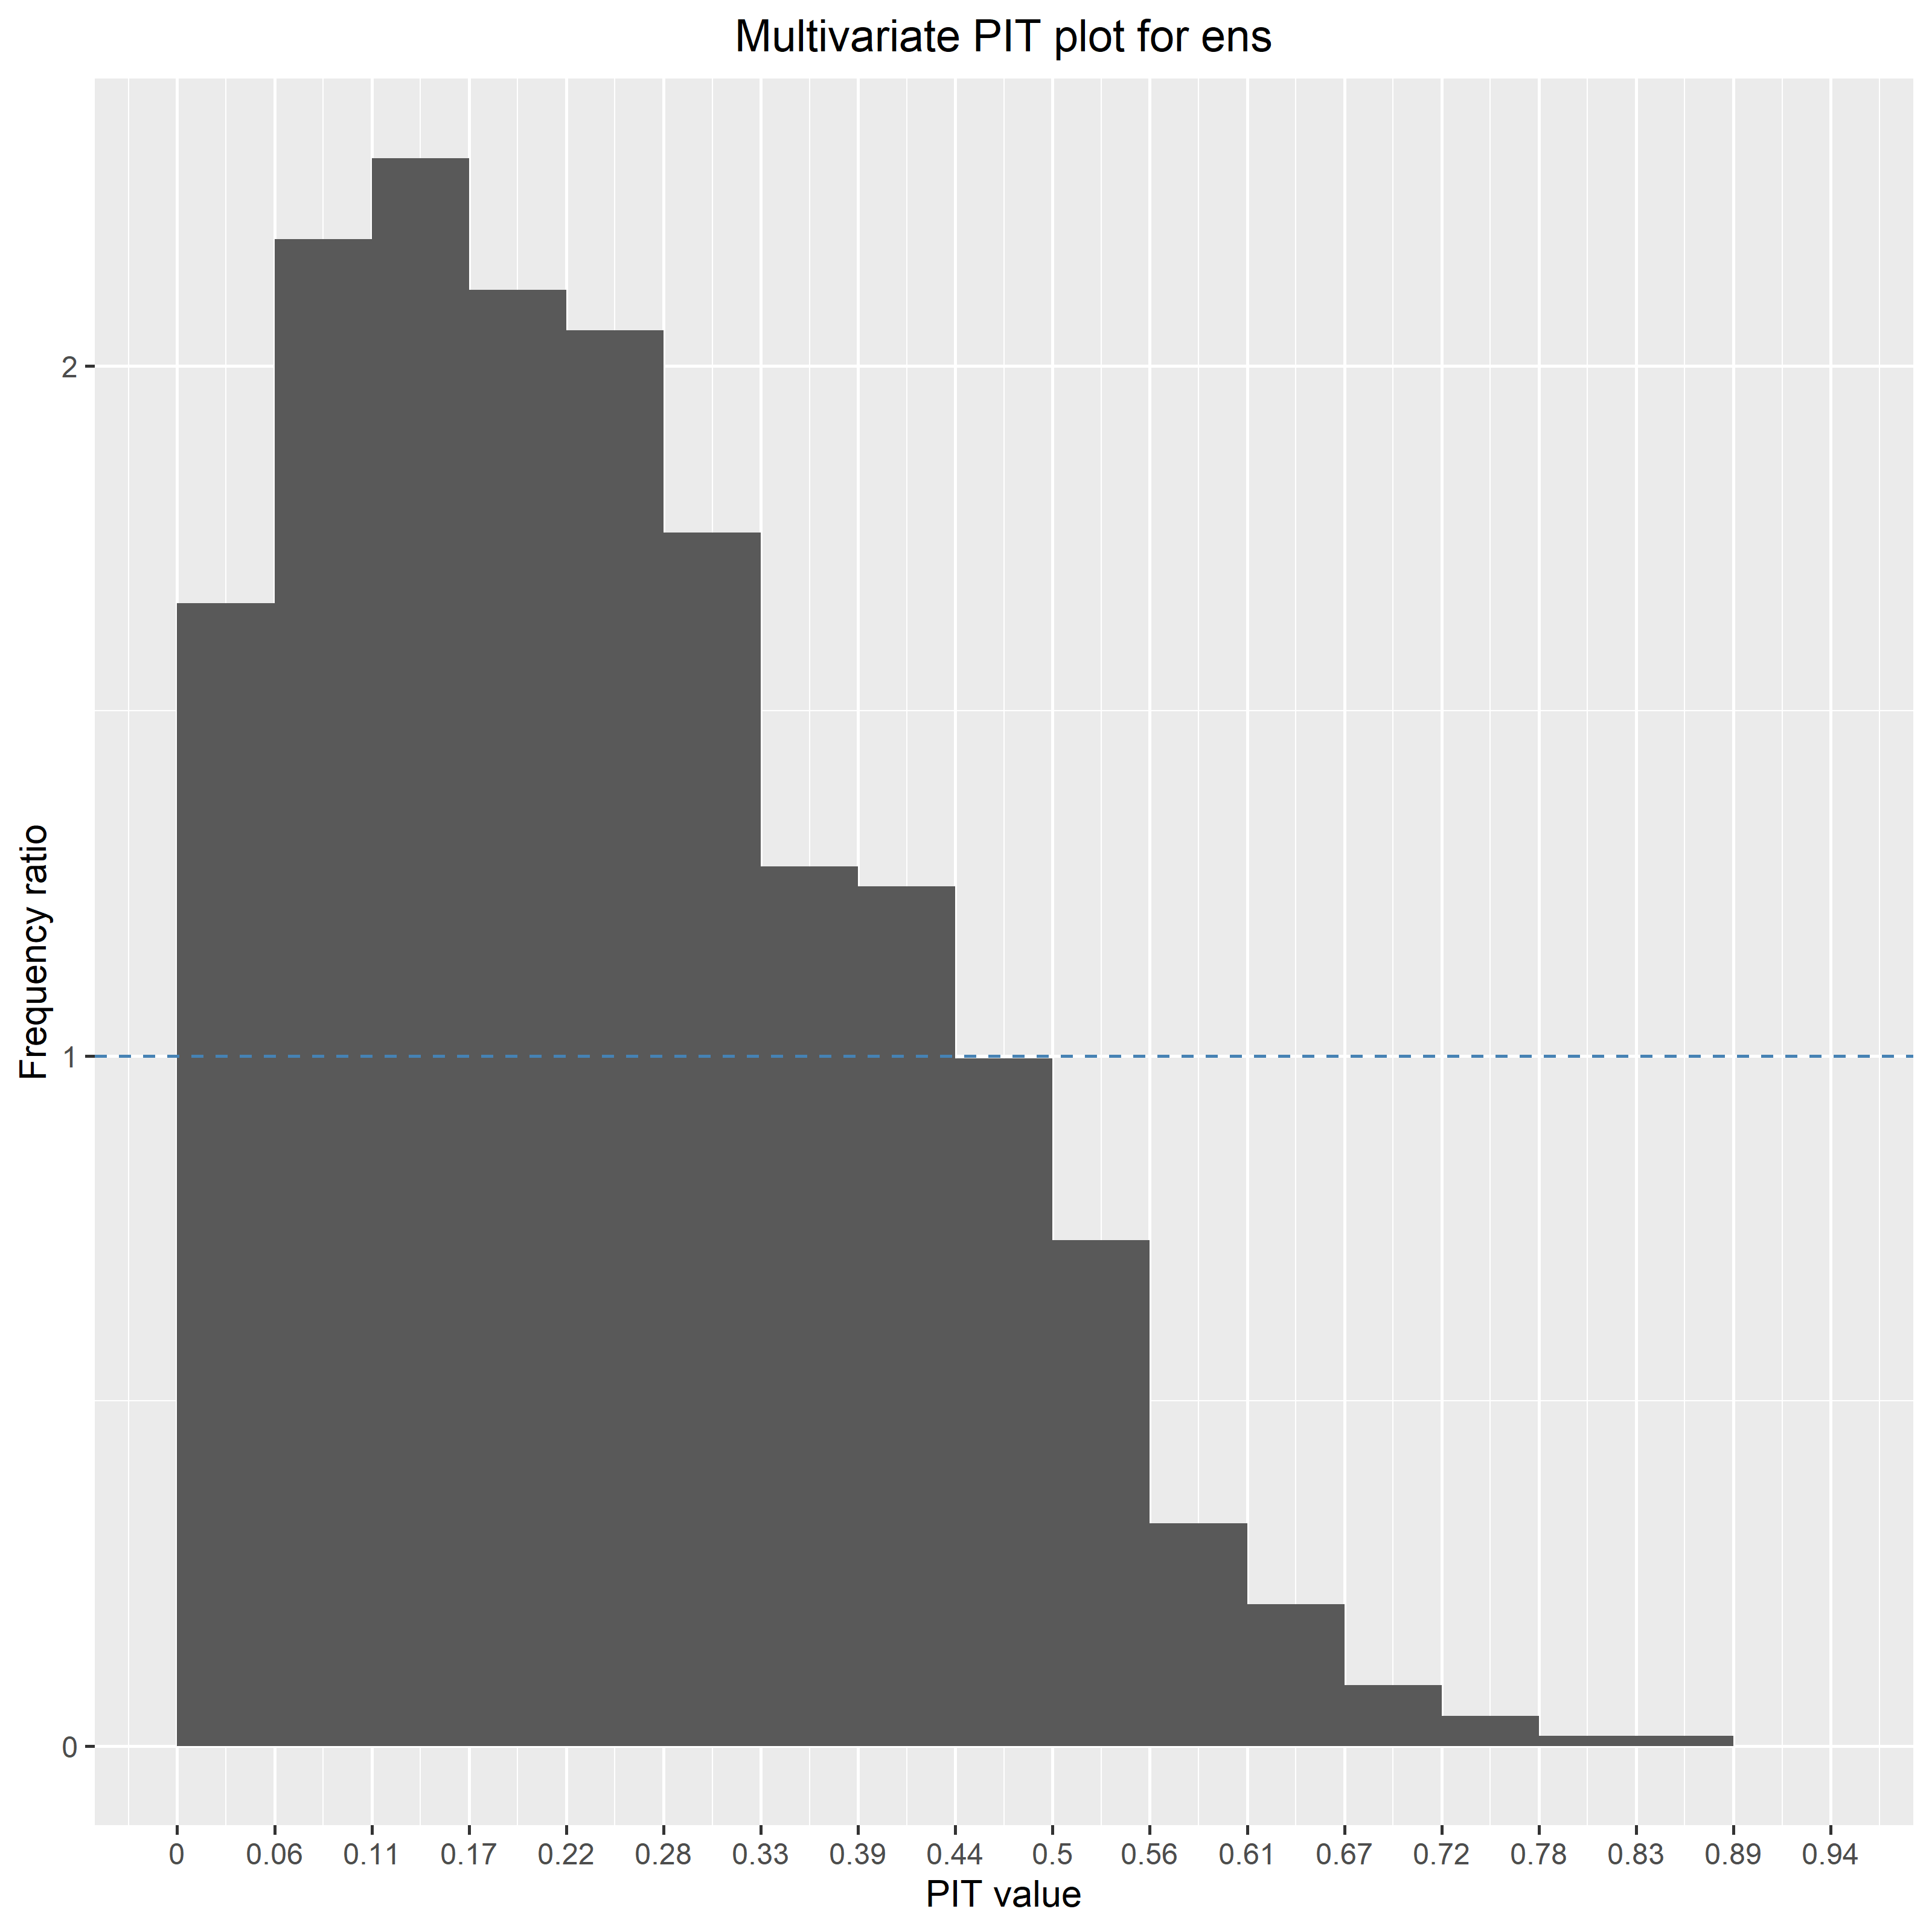 Multivariate PIT plot for ens
Frequency ratio
2
1
0
0 0.06 0.11 0.17 0.22 0.28 0.33 0.39 0.44 0.5 0.56 0.61 0.67 0.72 0.78 0.83 0.89 0.94
PIT value